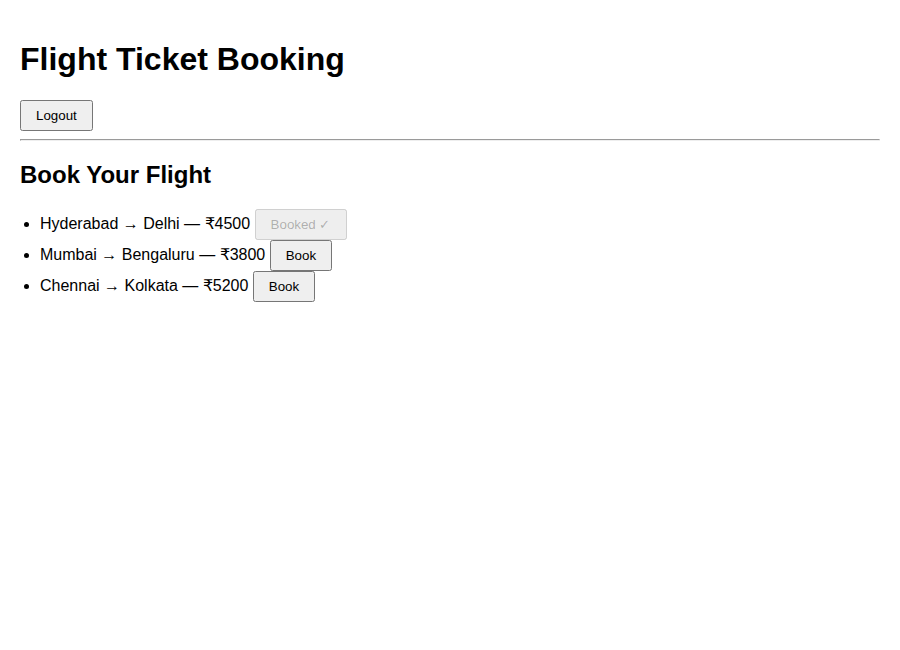 Flight Ticket Booking
Logout
Book Your Flight
Hyderabad → Delhi — ₹4500 Booked ✓
Mumbai → Bengaluru — ₹3800 Book
Chennai → Kolkata — ₹5200 Book